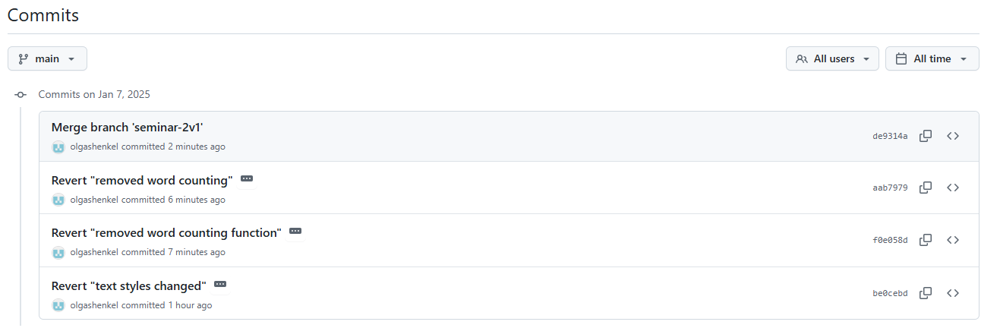 Commits
main
All users
All time
Commits on Jan 7, 2025
Merge branch 'seminar-2v1'
olgashenkel committed 2 minutes ago
de9314a
Revert "removed word counting"
olgashenkel committed 6 minutes ago
aab7979
Revert "removed word counting function"
olgashenkel committed 7 minutes ago
f0e058d
Revert "text styles changed"
olgashenkel committed 1 hour ago
be0cebd